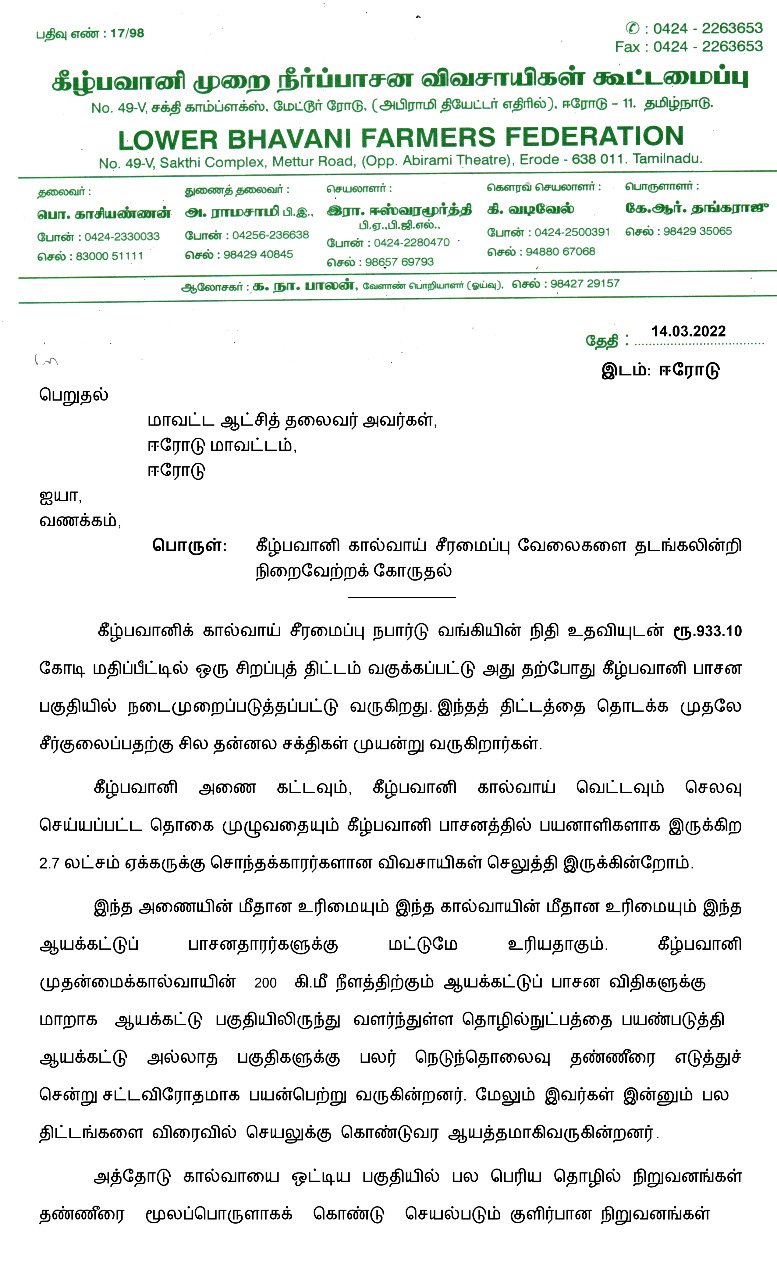 பதிவு எண் : 17/98
✆ : 0424 - 2263653
Fax : 0424 - 2263653
கீழ்பவானி முறை நீர்ப்பாசன விவசாயிகள் கூட்டமைப்பு
No. 49-V, சக்தி காம்ப்ளக்ஸ், மேட்டூர் ரோடு, (அபிராமி தியேட்டர் எதிரில்), ஈரோடு – 11. தமிழ்நாடு.
LOWER BHAVANI FARMERS FEDERATION
No. 49-V, Sakthi Complex, Mettur Road, (Opp. Abirami Theatre), Erode - 638 011. Tamilnadu.
தலைவர் :
பொ. காசியண்ணன்
போன் : 0424-2330033
செல் : 83000 51111
துணைத் தலைவர் :
அ. ராமசாமி பி.இ.,
போன் : 04256-236638
செல் : 98429 40845
செயலாளர் :
இரா. ஈஸ்வரமூர்த்தி
பி.ஏ.,பி.ஜி.எல்.,
போன் : 0424-2280470
செல் : 98657 69793
கௌரவ் செயலாளர் :
கி. வடிவேல்
போன் : 0424-2500391
செல் : 94880 67068
பொருளாளர் :
கே.ஆர். தங்கராஜு
செல் : 98429 35065
ஆலோசகர் : க. நா. பாலன், வேளாண் பொறியாளர் (ஓய்வு), செல் : 98427 29157
தேதி : 14.03.2022
இடம்: ஈரோடு
பெறுதல்
மாவட்ட ஆட்சித் தலைவர் அவர்கள்,
ஈரோடு மாவட்டம்,
ஈரோடு
ஐயா,
வணக்கம்,
பொருள்: கீழ்பவானி கால்வாய் சீரமைப்பு வேலைகளை தடங்கலின்றி
நிறைவேற்றக் கோருதல்
கீழ்பவானிக் கால்வாய் சீரமைப்பு நபார்டு வங்கியின் நிதி உதவியுடன் ரூ.933.10
கோடி மதிப்பீட்டில் ஒரு சிறப்புத் திட்டம் வகுக்கப்பட்டு அது தற்போது கீழ்பவானி பாசன
பகுதியில் நடைமுறைப்படுத்தப்பட்டு வருகிறது. இந்தத் திட்டத்தை தொடக்க முதலே
சீர்குலைப்பதற்கு சில தன்னல சக்திகள் முயன்று வருகிறார்கள்.
கீழ்பவானி அணை கட்டவும், கீழ்பவானி கால்வாய் வெட்டவும் செலவு
செய்யப்பட்ட தொகை முழுவதையும் கீழ்பவானி பாசனத்தில் பயனாளிகளாக இருக்கிற
2.7 லட்சம் ஏக்கருக்கு சொந்தக்காரர்களான விவசாயிகள் செலுத்தி இருக்கின்றோம்.
இந்த அணையின் மீதான உரிமையும் இந்த கால்வாயின் மீதான உரிமையும் இந்த
ஆயக்கட்டுப் பாசனதாரர்களுக்கு மட்டுமே உரியதாகும். கீழ்பவானி
முதன்மைக்கால்வாயின் 200 கி.மீ நீளத்திற்கும் ஆயக்கட்டுப் பாசன விதிகளுக்கு
மாறாக ஆயக்கட்டு பகுதியிலிருந்து வளர்ந்துள்ள தொழில்நுட்பத்தை பயண்படுத்தி
ஆயக்கட்டு அல்லாத பகுதிகளுக்கு பலர் நெடுந்தொலைவு தண்ணீரை எடுத்துச்
சென்று சட்டவிரோதமாக பயன்பெற்று வருகின்றனர். மேலும் இவர்கள் இன்னும் பல
திட்டங்களை விரைவில் செயலுக்கு கொண்டுவர ஆயத்தமாகிவருகின்றனர்.
அத்தோடு கால்வாயை ஒட்டிய பகுதியில் பல பெரிய தொழில் நிறுவனங்கள்
தண்ணீரை மூலப்பொருளாகக் கொண்டு செயல்படும் குளிர்பான நிறுவனங்கள்